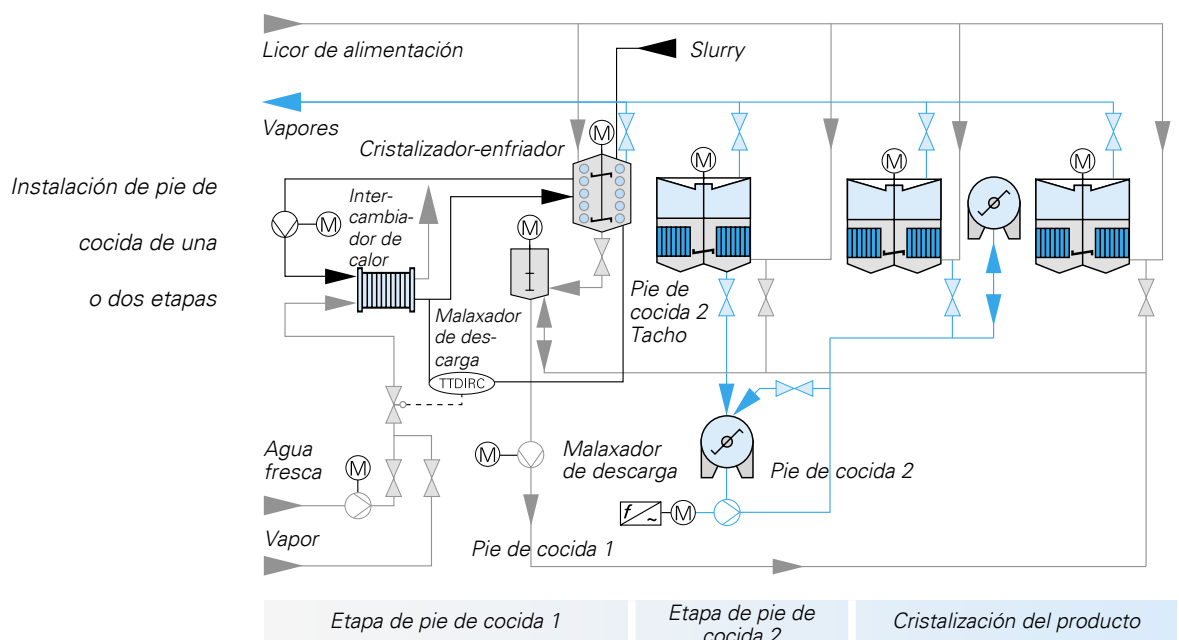 Licor de alimentación
Slurry
Vapores
M
Cristalizador-enfriador
M
M
M
Instalación de pie de
cocida de una
o dos etapas
Inter-
cambia-
dor de
calor
M
M
Pie de
cocida 2
Tacho
Malaxador
de des-
carga
TTDIRC
Agua
fresca
M
M
Malaxador
de descarga
Pie de cocida 2
f
~
M
Vapor
Pie de cocida 1
Etapa de pie de cocida 1
Etapa de pie de
cocida 2
Cristalización del producto